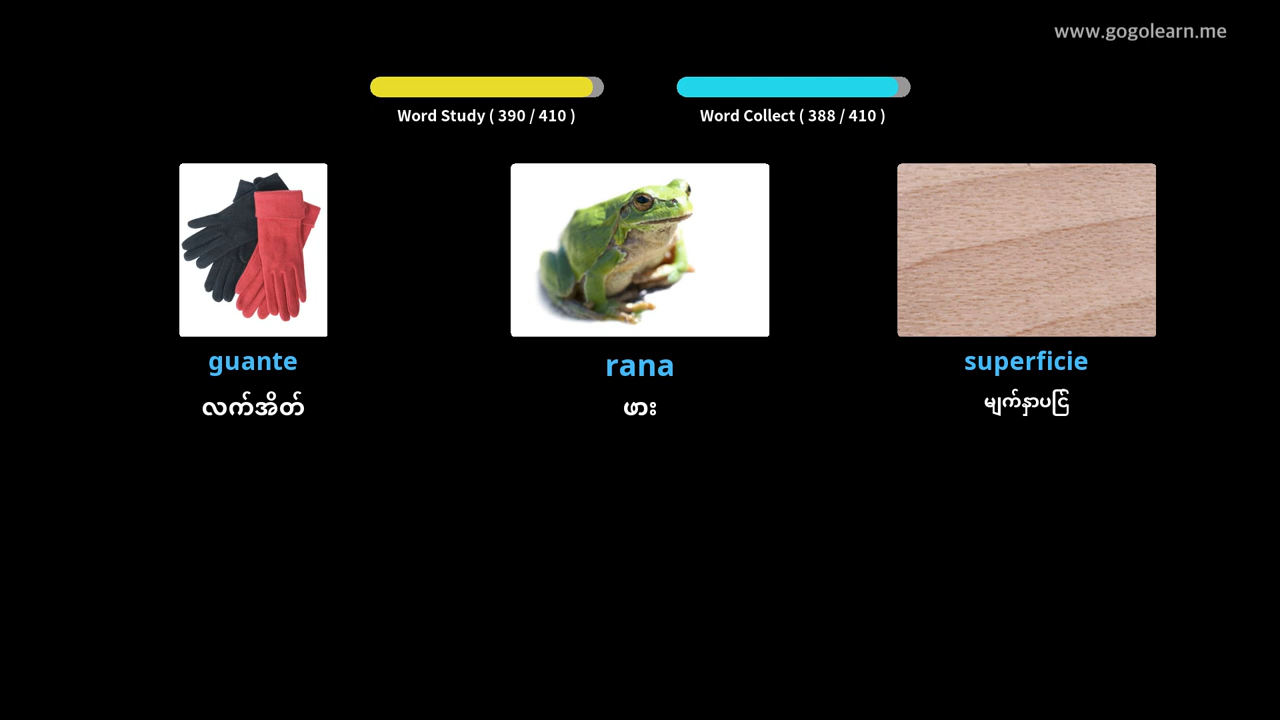 www.gogolearn.me
Word Study ( 390 / 410 )
Word Collect ( 388 / 410 )
guante
rana
superficie
လက်အိတ်
ဖား
မျက်နှာပြင်